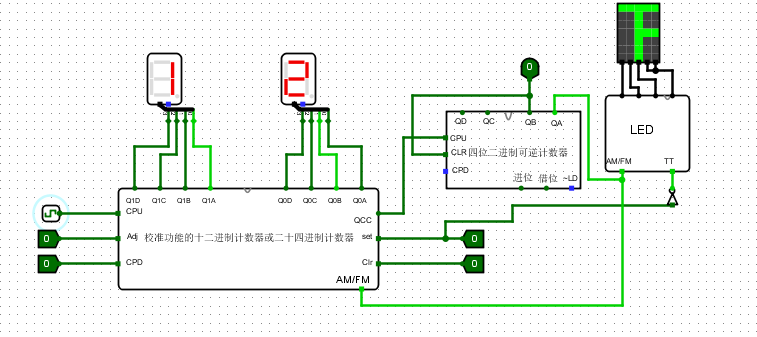 0
QD QC QB QA
CPU
CLR 四位二进制可逆计数器
CPD
进位 借位 ~LD
LED
AM/FM TT
1 2
Q1D Q1C Q1B Q1A Q0D Q0C Q0B Q0A
CPU
QCC
0 Adj 校准功能的十二进制计数器或二十四进制计数器 set 0
0 CPD Clr 0
AM/FM